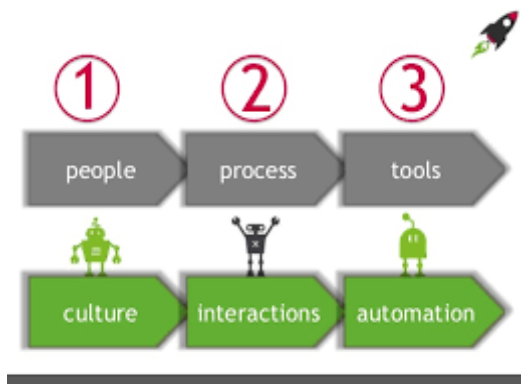 1 2 3
people process tools
culture interactions automation